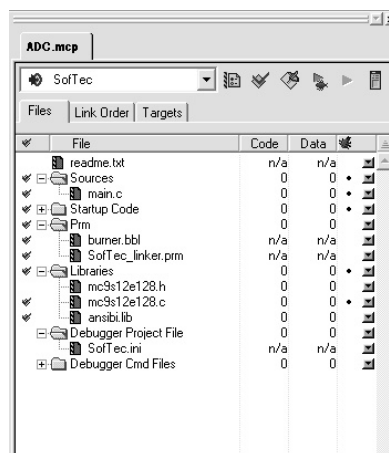 ADC.mcp
SofTec
Files Link Order Targets
File Code Data
readme.txt n/a n/a
Sources 0 0
main.c 0 0
Startup Code 0 0
Prm 0 0
burner.bbl n/a n/a
SofTec_linker.prm n/a n/a
Libraries 0 0
mc9s12e128.h 0 0
mc9s12e128.c 0 0
ansibi.lib 0 0
Debugger Project File 0 0
SofTec.ini n/a n/a
Debugger Cmd Files 0 0